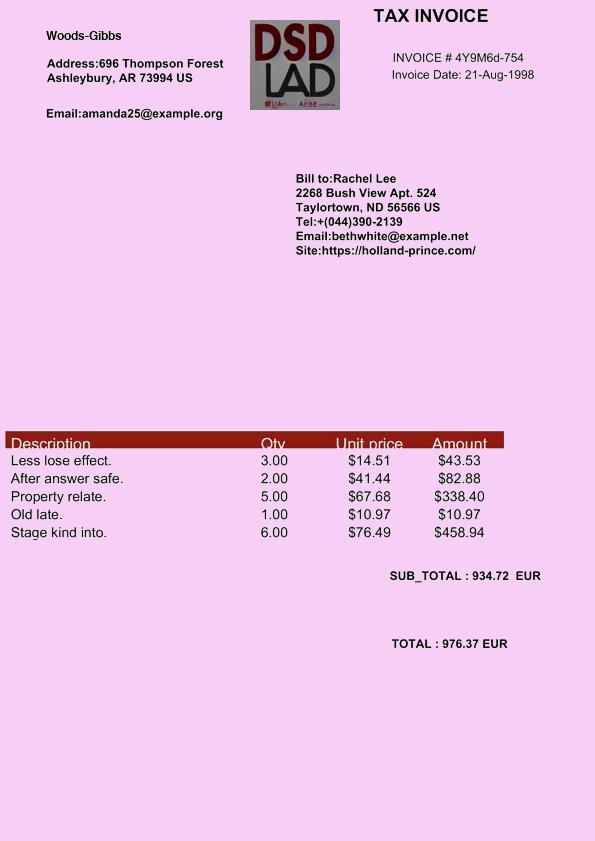 TAX INVOICE
Woods-Gibbs
DSD
LAD
INVOICE # 4Y9M6d-754
Address:696 Thompson Forest
Ashleybury, AR 73994 US
Invoice Date: 21-Aug-1998
Email:amanda25@example.org
Bill to:Rachel Lee
2268 Bush View Apt. 524
Taylortown, ND 56566 US
Tel:+(044)390-2139
Email:bethwhite@example.net
Site:https://holland-prince.com/
Description Qty Unit price Amount
Less lose effect. 3.00 $14.51 $43.53
After answer safe. 2.00 $41.44 $82.88
Property relate. 5.00 $67.68 $338.40
Old late. 1.00 $10.97 $10.97
Stage kind into. 6.00 $76.49 $458.94
SUB_TOTAL : 934.72 EUR
TOTAL : 976.37 EUR